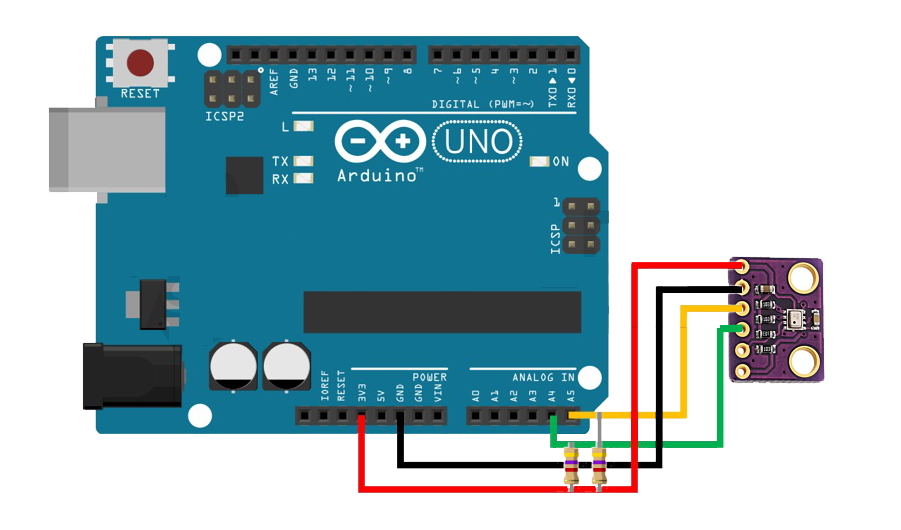 RESET
ICSP2
AREF
GND
13
12
~11
~10
~9
8
7
~6
~5
4
~3
2
TX0▶1
RX0◀0
DIGITAL (PWM=~)
L
TX
RX
UNO
ON
Arduino™
1
ICSP
POWER
ANALOG IN
IOREF
RESET
3V3
5V
GND
GND
VIN
A0
A1
A2
A3
A4
A5